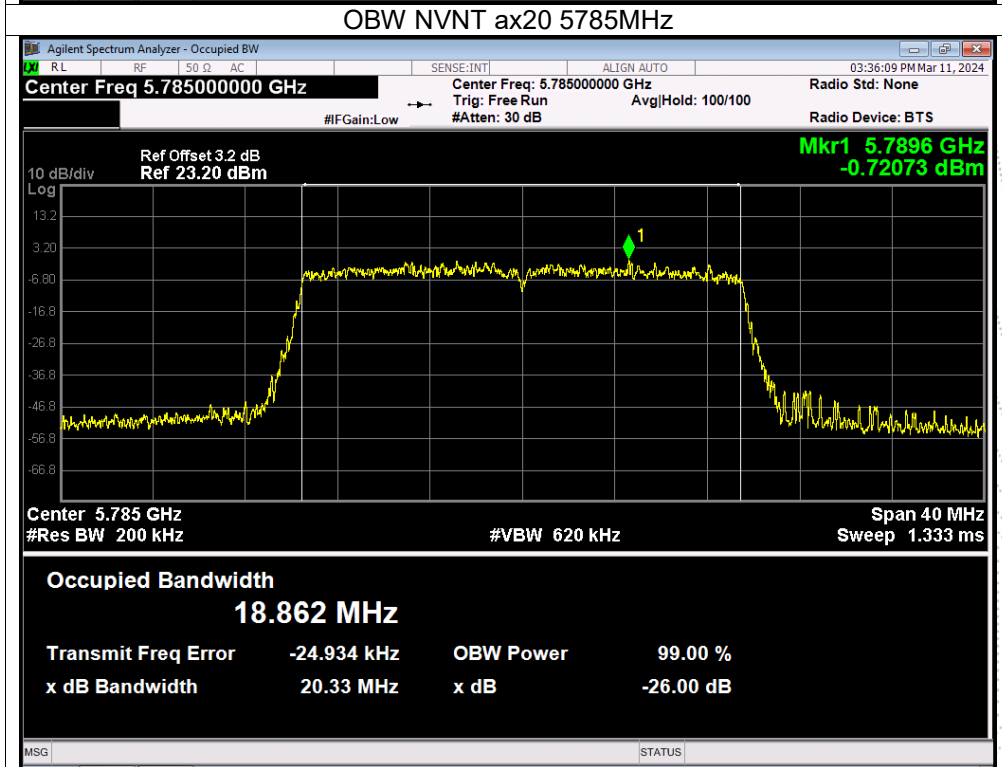 OBW NVNT ax20 5785MHz
Agilent Spectrum Analyzer - Occupied BW
LXI RL RF 50 Ω AC SENSE:INT ALIGN AUTO 03:36:09 PM Mar 11, 2024
Center Freq 5.785000000 GHz Center Freq: 5.785000000 GHz Radio Std: None
Trig: Free Run Avg|Hold: 100/100
#IFGain:Low #Atten: 30 dB Radio Device: BTS
Mkr1 5.7896 GHz
-0.72073 dBm
Ref Offset 3.2 dB
10 dB/div Ref 23.20 dBm
Log
13.2
1
3.20
-6.80
-16.8
-26.8
-36.8
-46.8
-56.8
-66.8
Center 5.785 GHz Span 40 MHz
#Res BW 200 kHz #VBW 620 kHz Sweep 1.333 ms
Occupied Bandwidth
18.862 MHz
Transmit Freq Error -24.934 kHz OBW Power 99.00 %
x dB Bandwidth 20.33 MHz x dB -26.00 dB
MSG STATUS